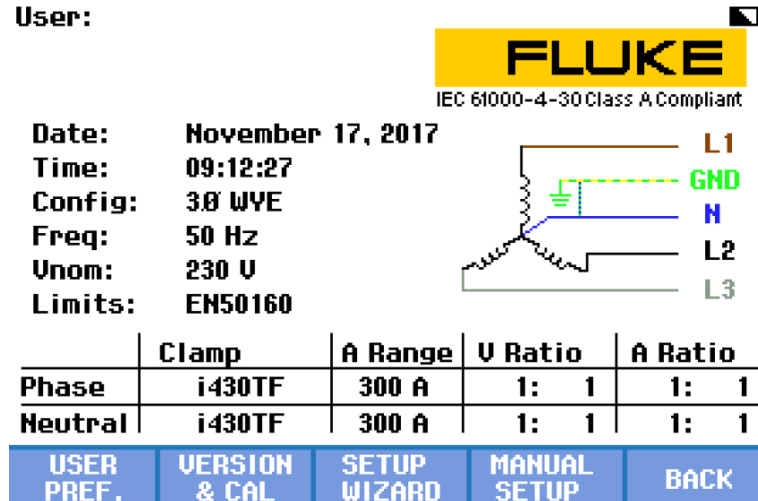 User:
FLUKE
IEC 61000-4-30 Class A Compliant
Date: November 17, 2017
Time: 09:12:27
Config: 3Ø WYE
Freq: 50 Hz
Vnom: 230 V
Limits: EN50160
L1
GND
N
L2
L3
Clamp A Range V Ratio A Ratio
Phase i430TF 300 A 1: 1 1: 1
Neutral i430TF 300 A 1: 1 1: 1
USER PREF. VERSION & CAL SETUP WIZARD MANUAL SETUP BACK